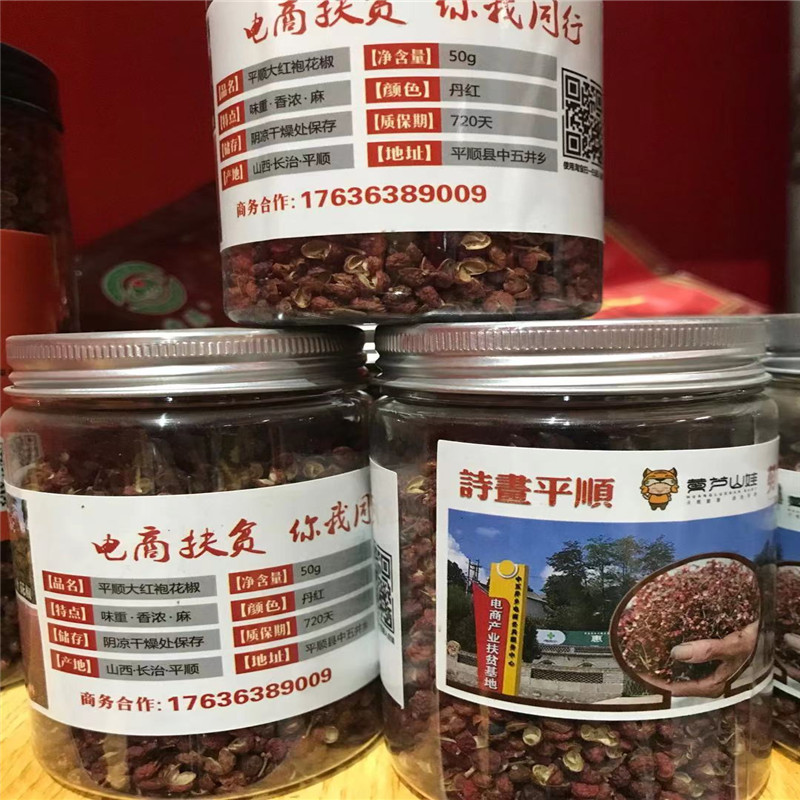 电商扶贫 你我同行
【品名】 平顺大红袍花椒 【净含量】 50g
【特点】 味重·香浓·麻 【颜色】 丹红
【储存】 阴凉干燥处保存 【质保期】 720天
【产地】 山西·长治·平顺 【地址】 平顺县中五井乡
商务合作: 17636389009
电商扶贫 你我同
【品名】 平顺大红袍花椒 【净含量】 50g
【特点】 味重·香浓·麻 【颜色】 丹红
【储存】 阴凉干燥处保存 【质保期】 720天
【产地】 山西·长治·平顺 【地址】 平顺县中五井乡
商务合作: 17636389009
詩畫平順
葫芦山娃
电商产业扶贫基地
惠